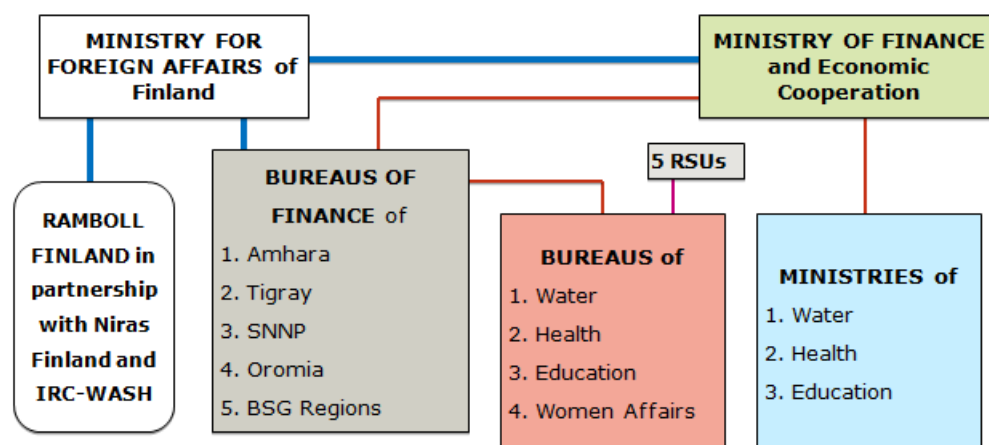 MINISTRY FOR
FOREIGN AFFAIRS of
Finland
MINISTRY OF FINANCE
and Economic
Cooperation
RAMBOLL
FINLAND in
partnership
with Niras
Finland and
IRC-WASH
BUREAUS OF
FINANCE of
1. Amhara
2. Tigray
3. SNNP
4. Oromia
5. BSG Regions
5 RSUs
BUREAUS of
1. Water
2. Health
3. Education
4. Women Affairs
MINISTRIES of
1. Water
2. Health
3. Education